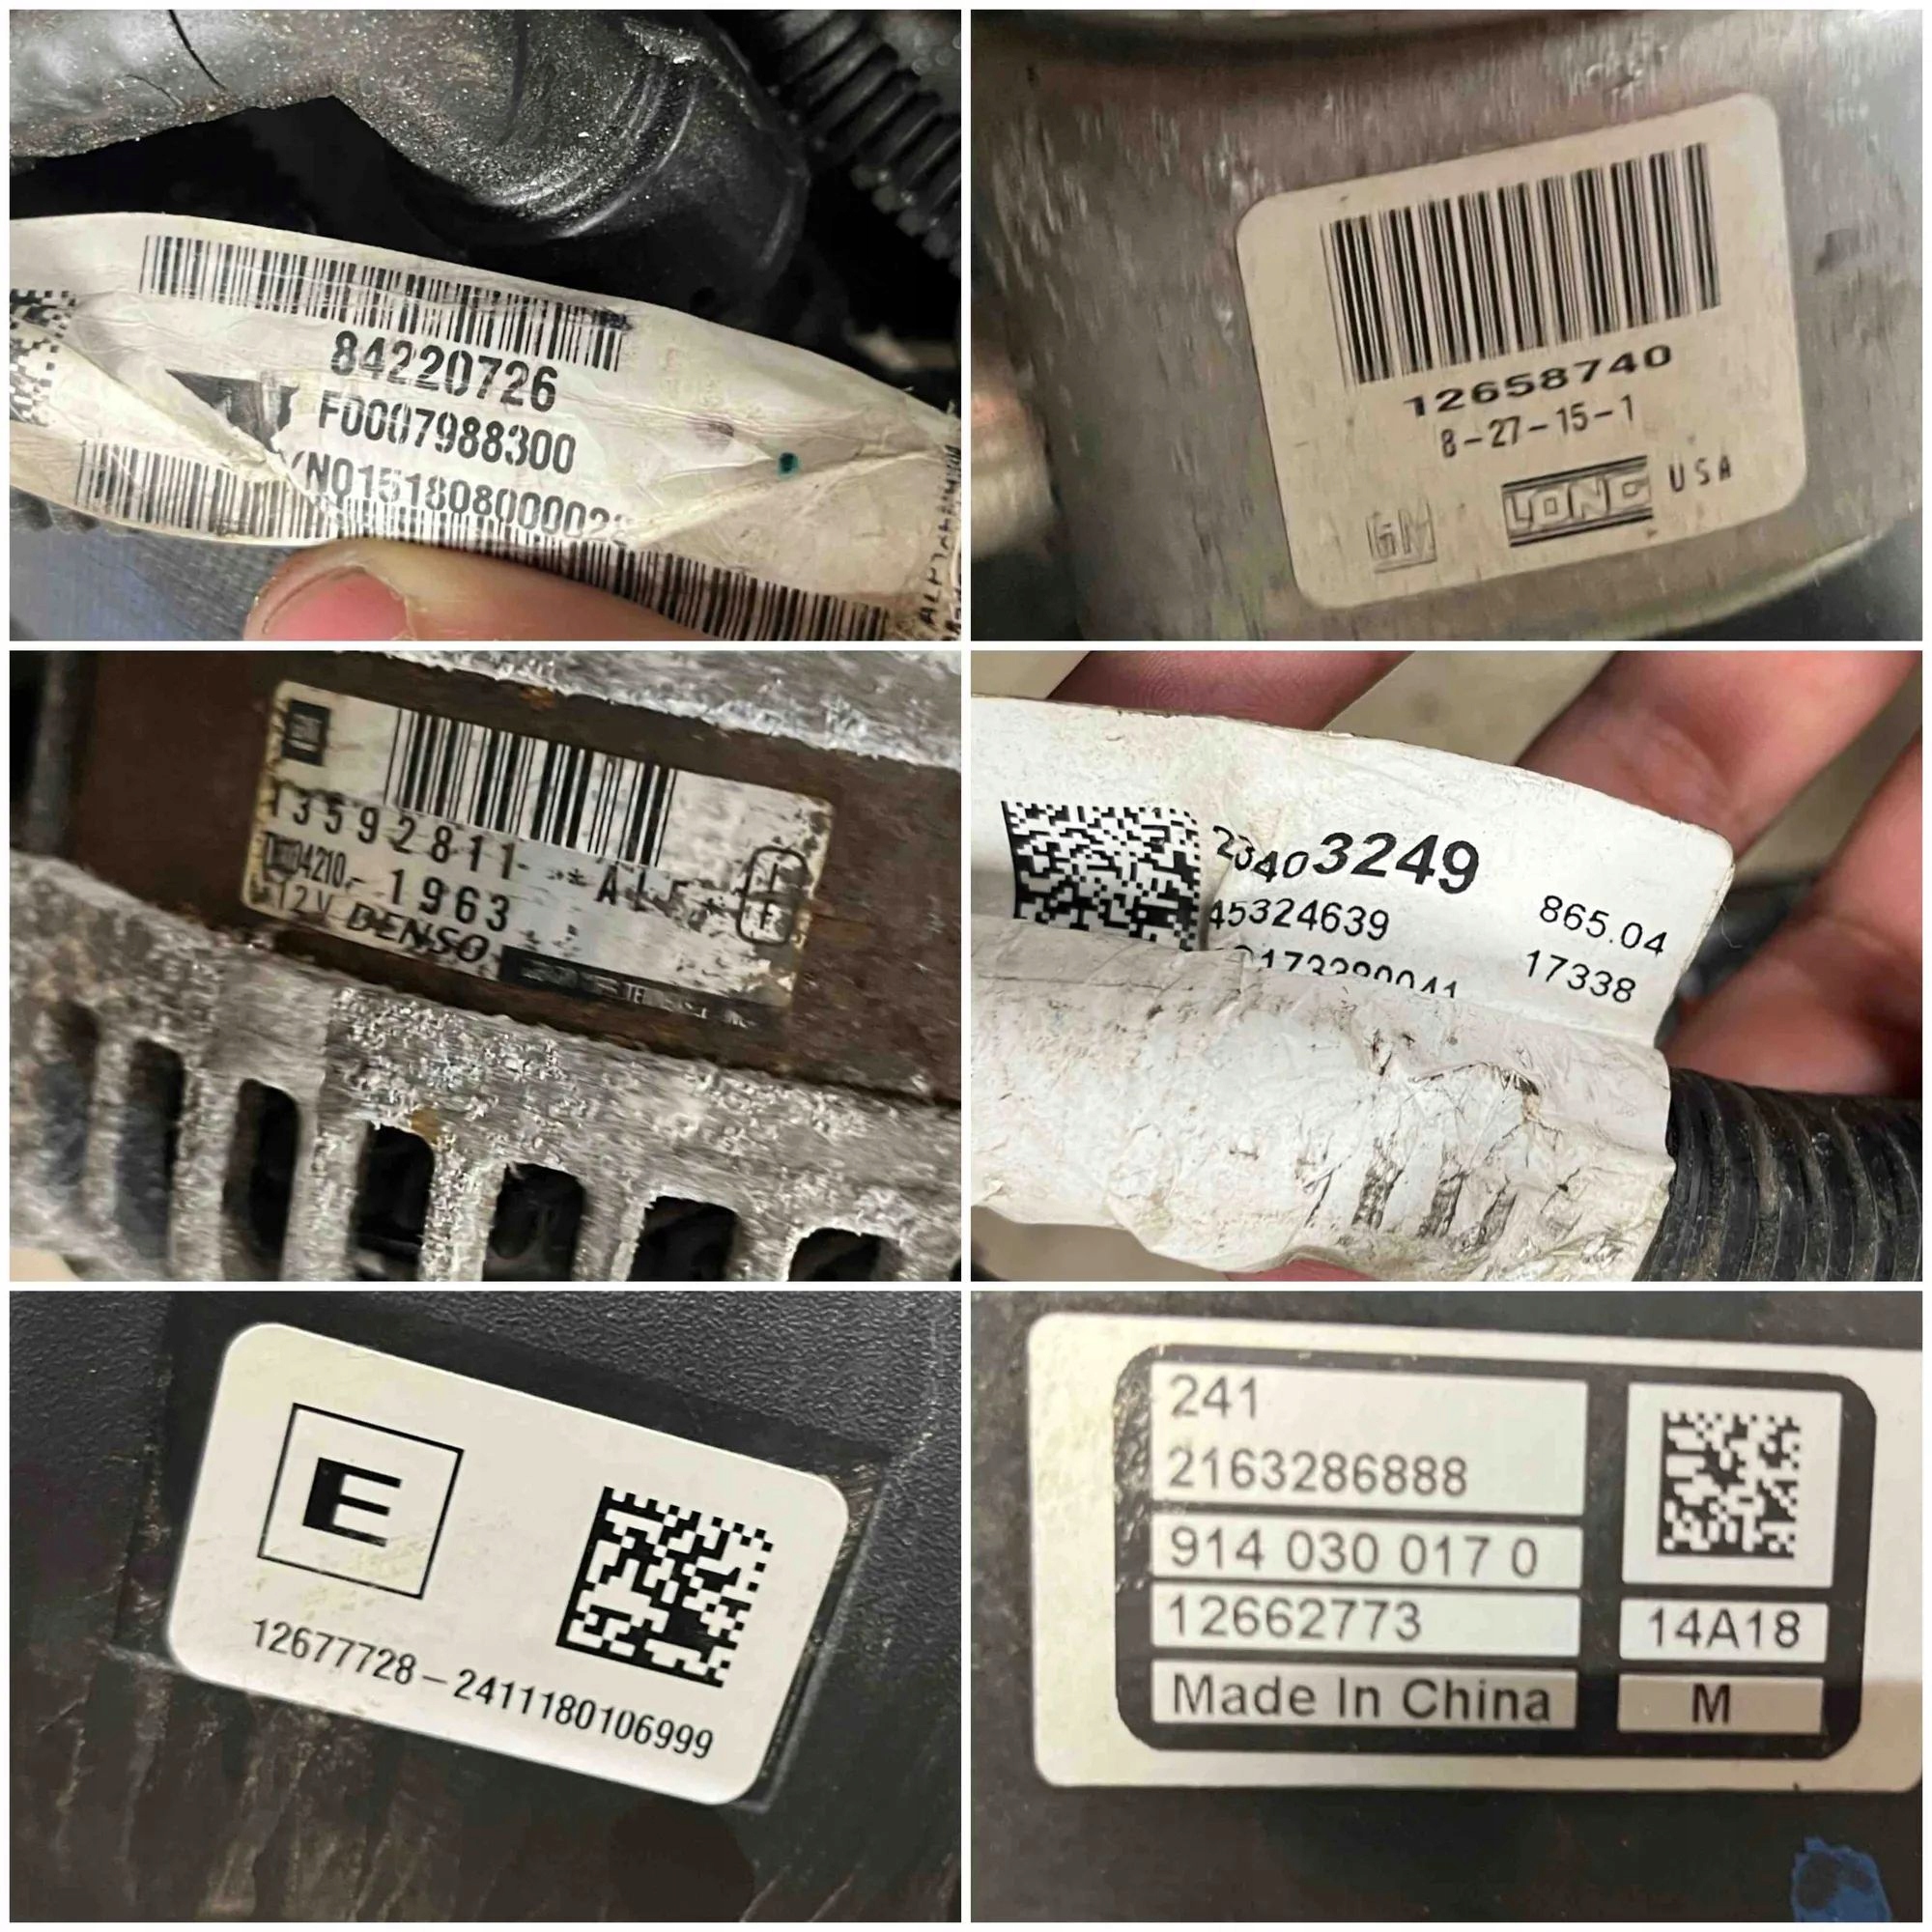 84220726
F0007988300
12658740
8-27-15-1
GM LONG USA
13592811
-1963
12V DENSO
3249
45324639
865.04
17338
E
12677728-2411180106999
241
2163286888
914 030 017 0
12662773
14A18
Made In China
M